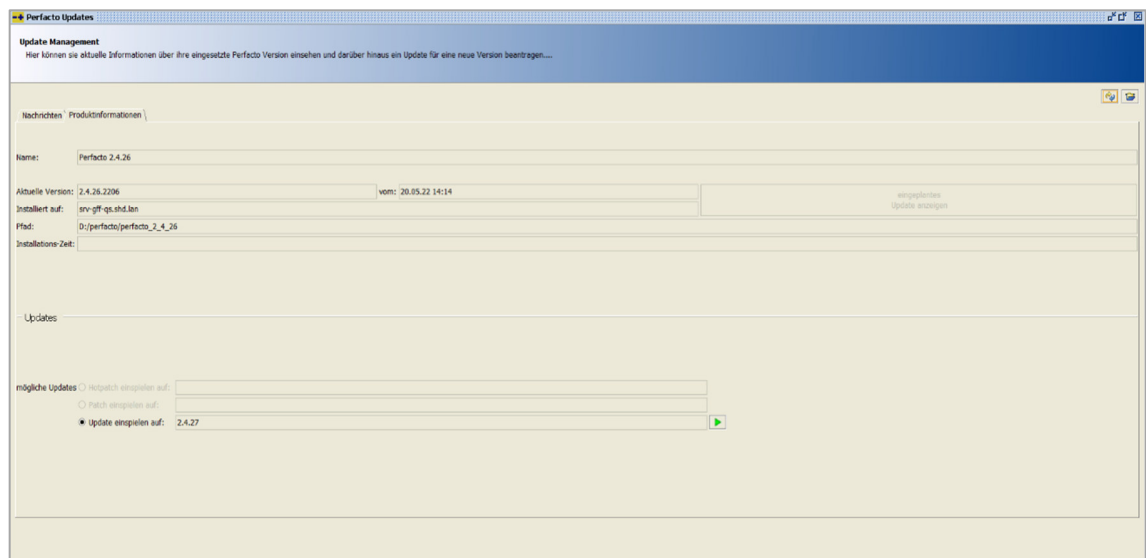 Perfacto Updates
Update Management
Hier können sie aktuelle Informationen über ihre eingesetzte Perfacto Version einsehen und darüber hinaus ein Update für eine neue Version beantragen....
Nachrichten Produktinformationen
Name: Perfacto 2.4.26
Aktuelle Version: 2.4.26.2206 vom: 20.05.22 14:14
eingeplantes
Update anzeigen
Installiert auf: srv-gff-qs.shd.lan
Pfad: D:/perfacto/perfacto_2_4_26
Installations-Zeit:
Updates
mögliche Updates Hotpatch einspielen auf:
Patch einspielen auf:
Update einspielen auf: 2.4.27